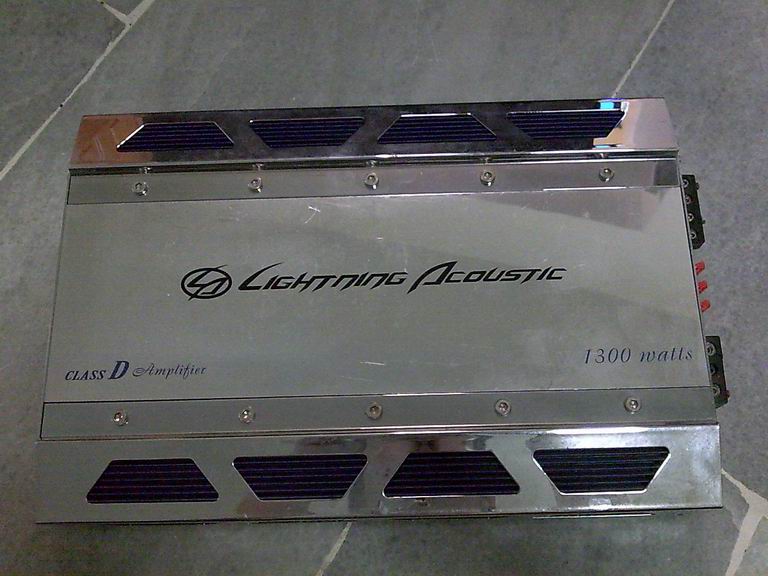 LIGHTNING ACOUSTIC
1300 watts
CLASS D Amplifier